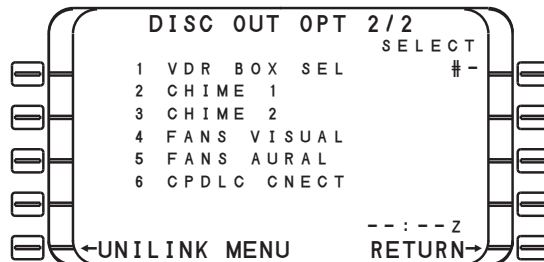 DISC OUT OPT 2/2
SELECT
1 VDR BOX SEL #-
2 CHIME 1
3 CHIME 2
4 FANS VISUAL
5 FANS AURAL
6 CPDLC CNECT
--:--Z
←UNILINK MENU RETURN→